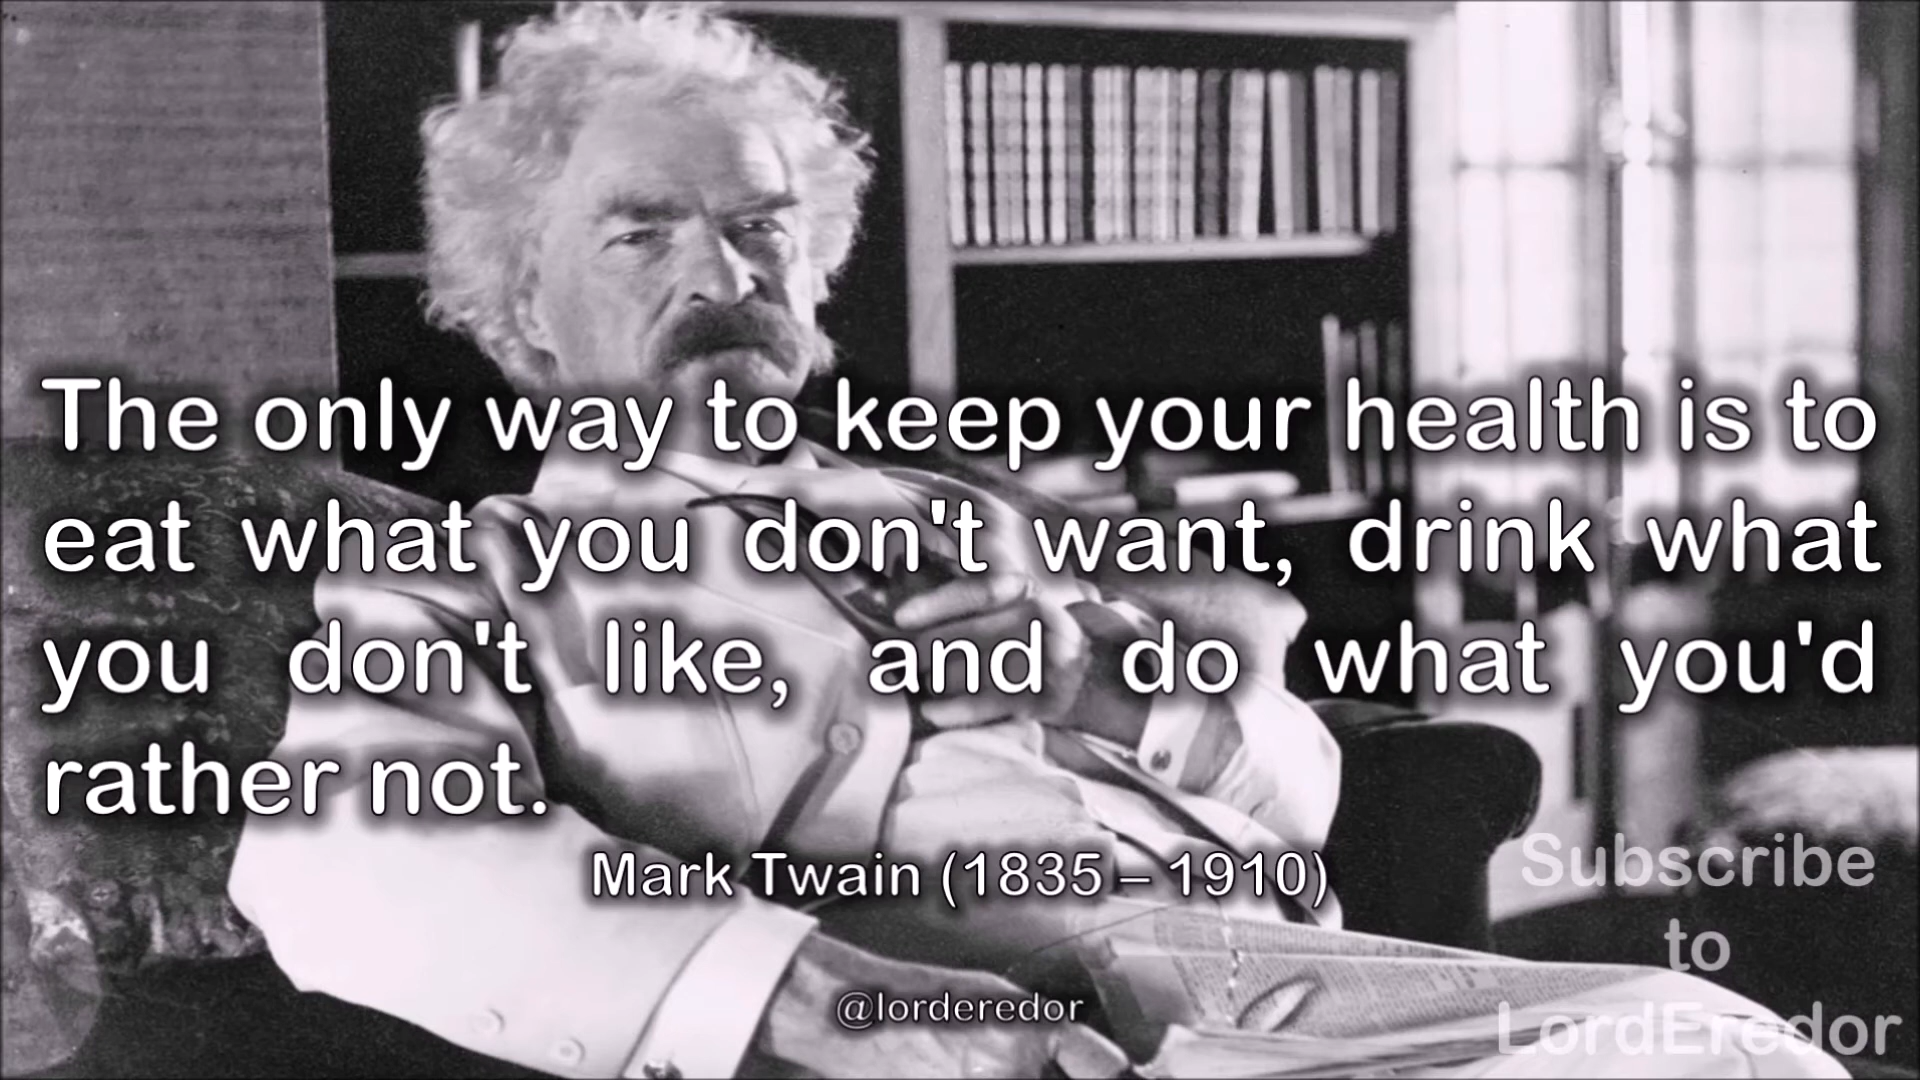 The only way to keep your health is to
eat what you don't want, drink what
you don't like, and do what you'd
rather not.
Mark Twain (1835 – 1910)
@lorderedor
Subscribe
to
LordEredor